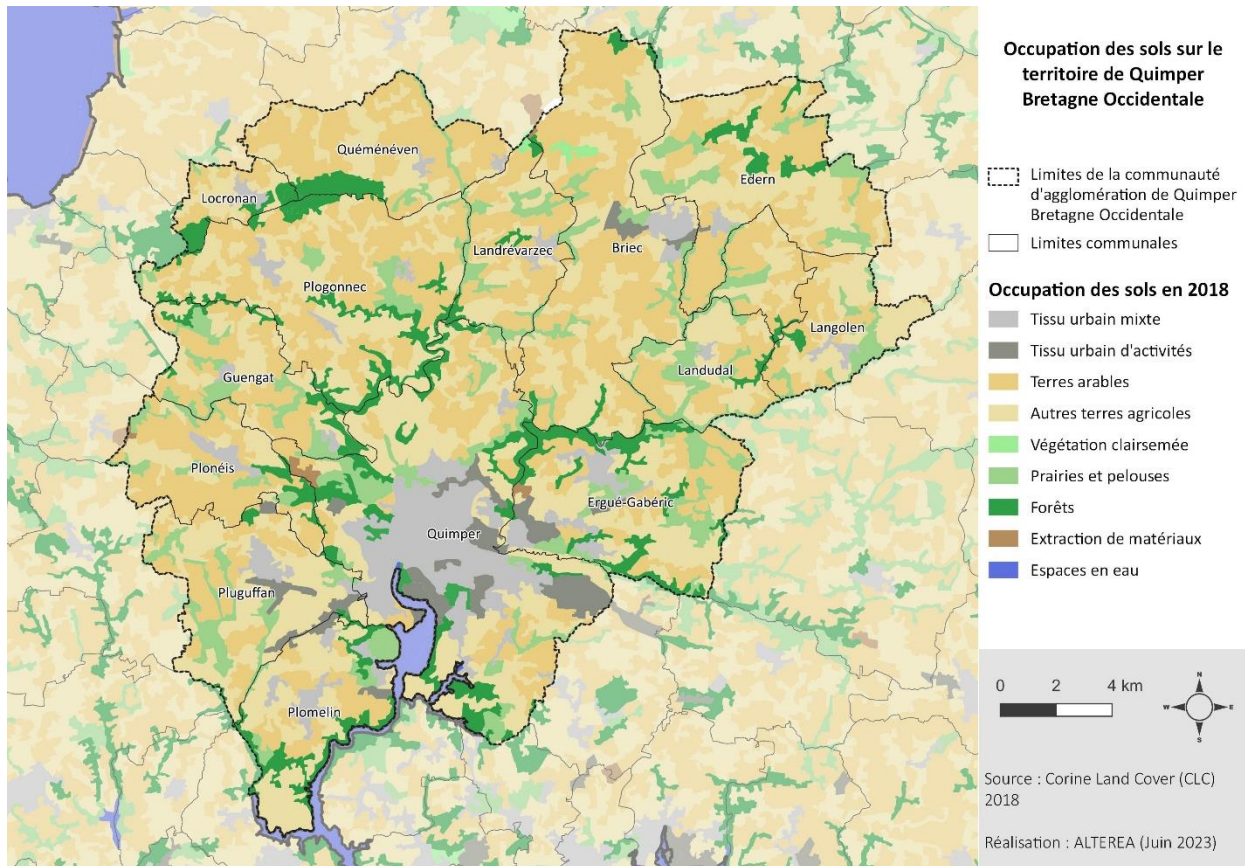 Occupation des sols sur le
territoire de Quimper
Bretagne Occidentale
Limites de la communauté
d'agglomération de Quimper
Bretagne Occidentale
Limites communales
Occupation des sols en 2018
Tissu urbain mixte
Tissu urbain d'activités
Terres arables
Autres terres agricoles
Végétation clairsemée
Prairies et pelouses
Forêts
Extraction de matériaux
Espaces en eau
0 2 4 km
N
W E
S
Source : Corine Land Cover (CLC)
2018
Réalisation : ALTEREA (Juin 2023)
Quéménéven
Edern
Locronan
Landrévarzec
Briec
Plogonnec
Langolen
Landudal
Guengat
Plonéis
Ergué-Gabéric
Quimper
Pluguffan
Plomelin